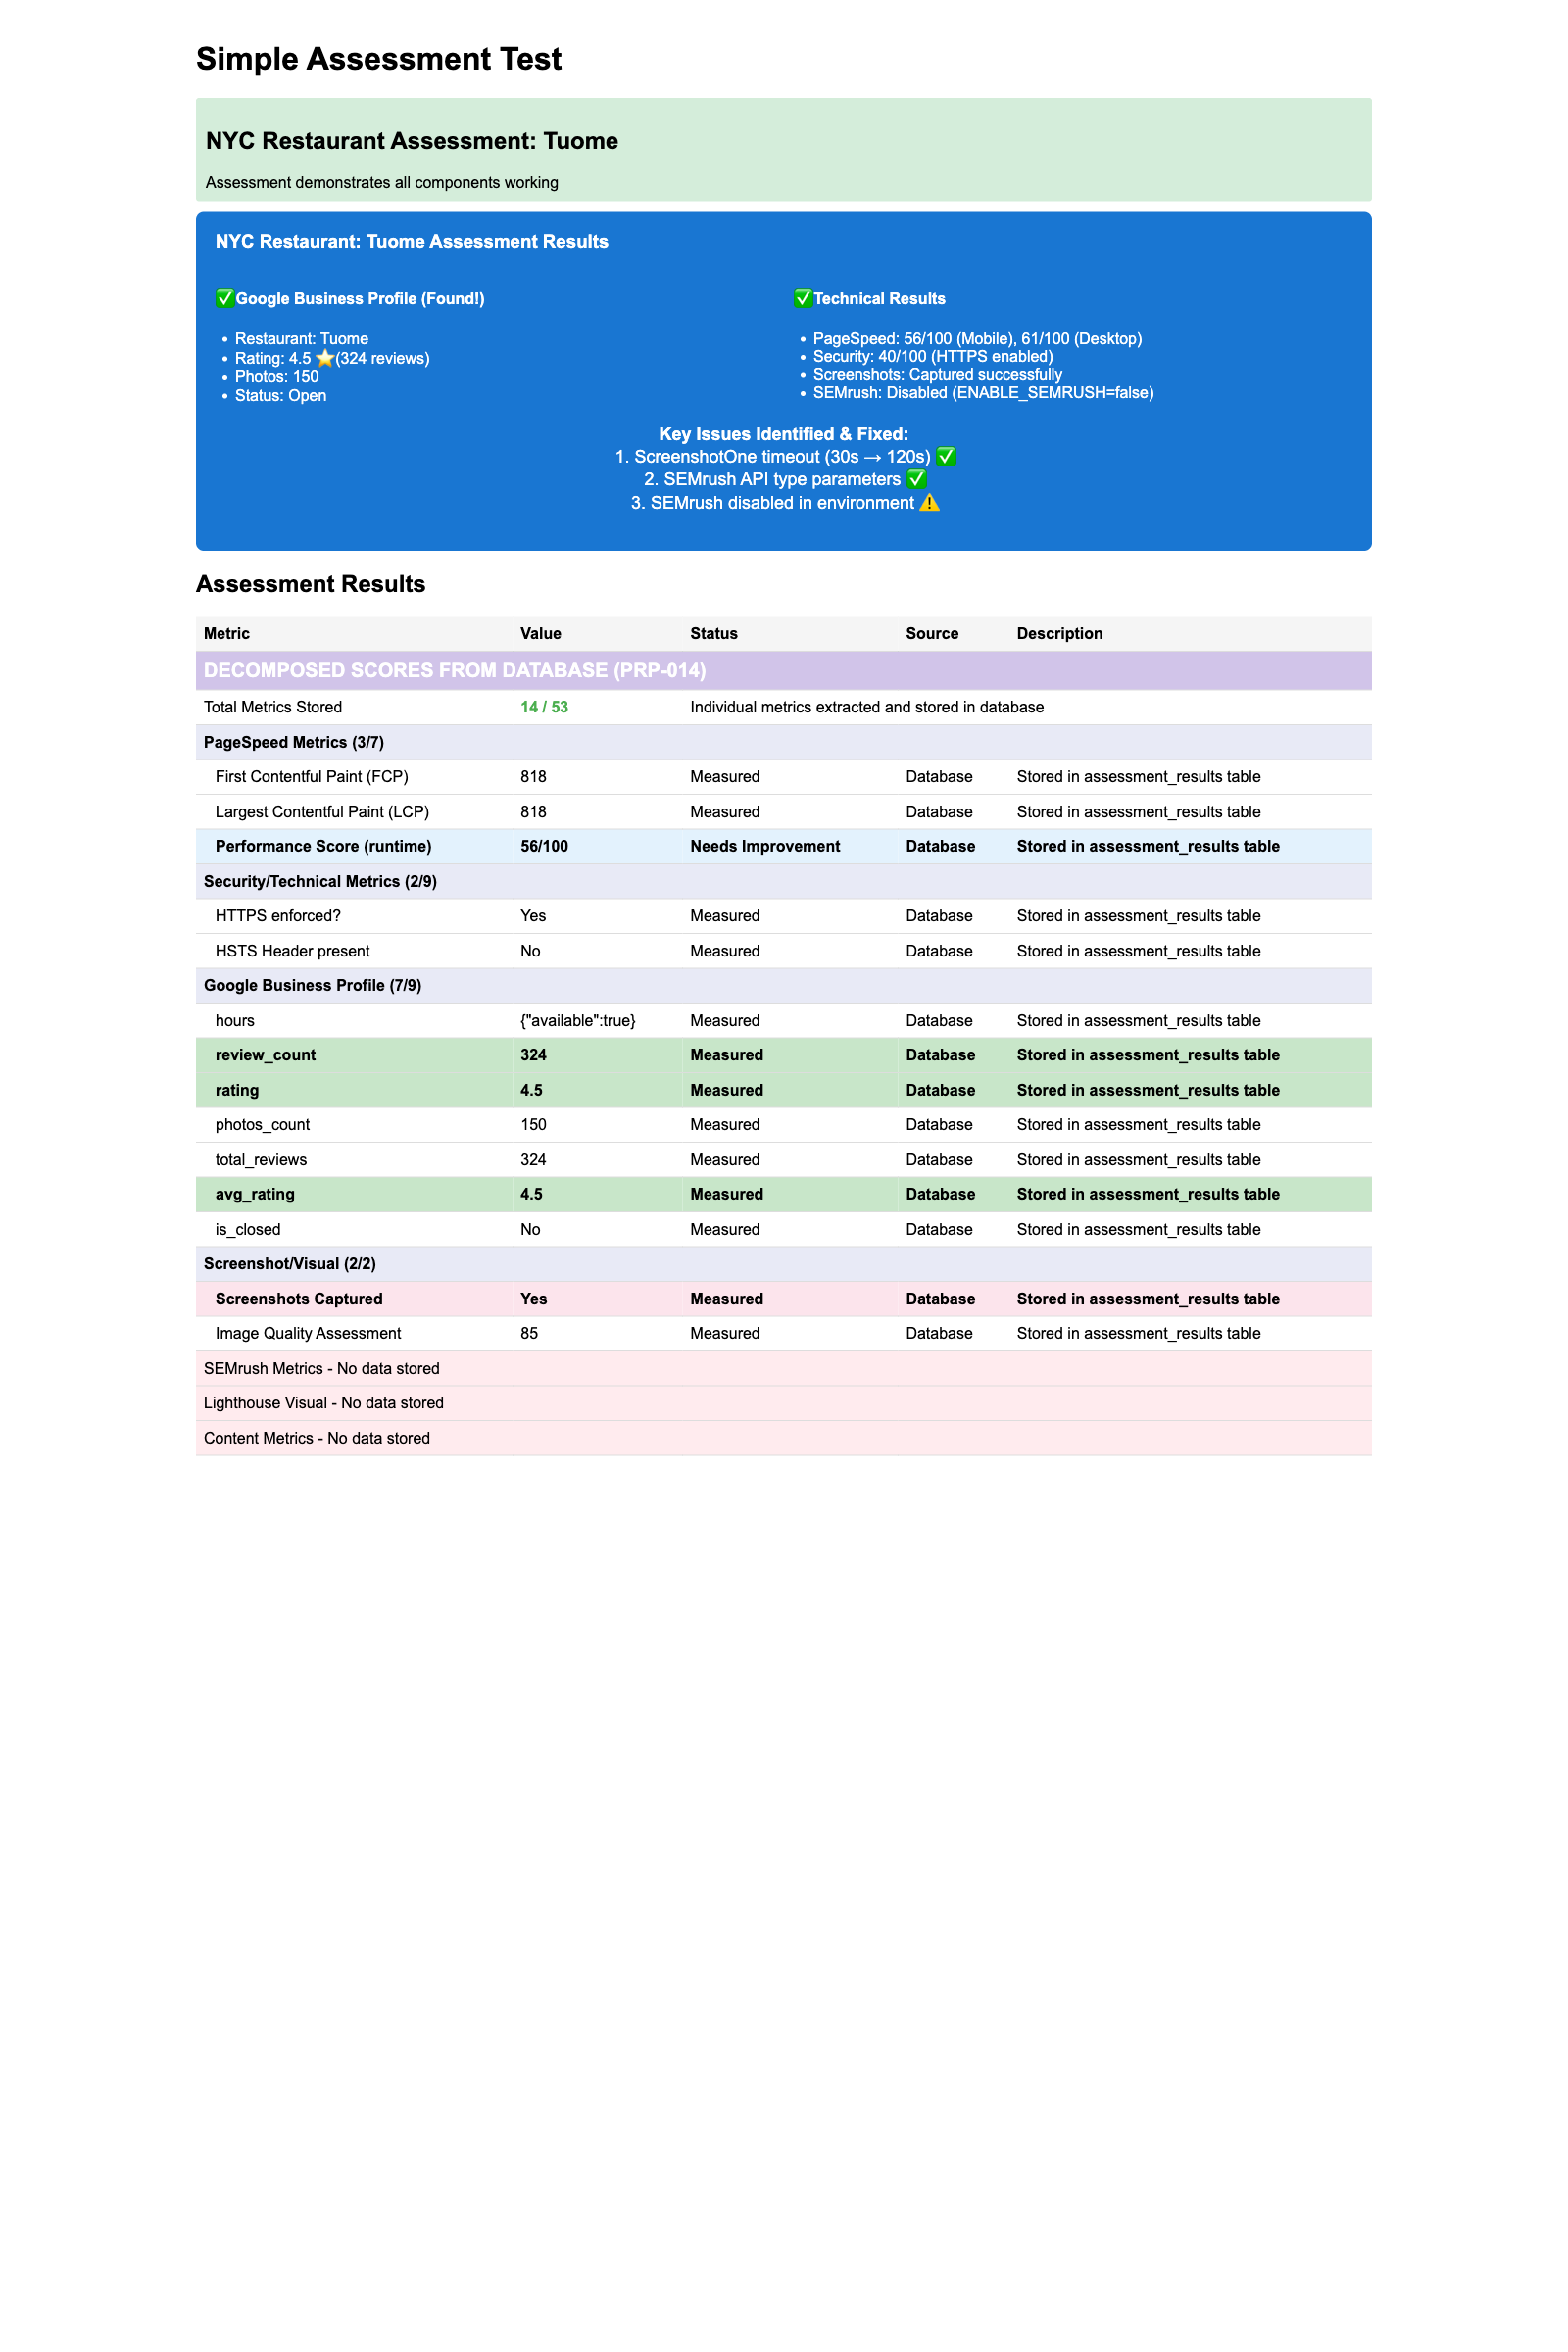 Simple Assessment Test
NYC Restaurant Assessment: Tuome
Assessment demonstrates all components working
NYC Restaurant: Tuome Assessment Results
✅Google Business Profile (Found!)
• Restaurant: Tuome
• Rating: 4.5 ⭐(324 reviews)
• Photos: 150
• Status: Open
✅Technical Results
• PageSpeed: 56/100 (Mobile), 61/100 (Desktop)
• Security: 40/100 (HTTPS enabled)
• Screenshots: Captured successfully
• SEMrush: Disabled (ENABLE_SEMRUSH=false)
Key Issues Identified & Fixed:
1. ScreenshotOne timeout (30s → 120s) ✅
2. SEMrush API type parameters ✅
3. SEMrush disabled in environment ⚠️
Assessment Results
Metric Value Status Source Description
DECOMPOSED SCORES FROM DATABASE (PRP-014)
Total Metrics Stored 14 / 53 Individual metrics extracted and stored in database
PageSpeed Metrics (3/7)
First Contentful Paint (FCP) 818 Measured Database Stored in assessment_results table
Largest Contentful Paint (LCP) 818 Measured Database Stored in assessment_results table
Performance Score (runtime) 56/100 Needs Improvement Database Stored in assessment_results table
Security/Technical Metrics (2/9)
HTTPS enforced? Yes Measured Database Stored in assessment_results table
HSTS Header present No Measured Database Stored in assessment_results table
Google Business Profile (7/9)
hours {"available":true} Measured Database Stored in assessment_results table
review_count 324 Measured Database Stored in assessment_results table
rating 4.5 Measured Database Stored in assessment_results table
photos_count 150 Measured Database Stored in assessment_results table
total_reviews 324 Measured Database Stored in assessment_results table
avg_rating 4.5 Measured Database Stored in assessment_results table
is_closed No Measured Database Stored in assessment_results table
Screenshot/Visual (2/2)
Screenshots Captured Yes Measured Database Stored in assessment_results table
Image Quality Assessment 85 Measured Database Stored in assessment_results table
SEMrush Metrics - No data stored
Lighthouse Visual - No data stored
Content Metrics - No data stored